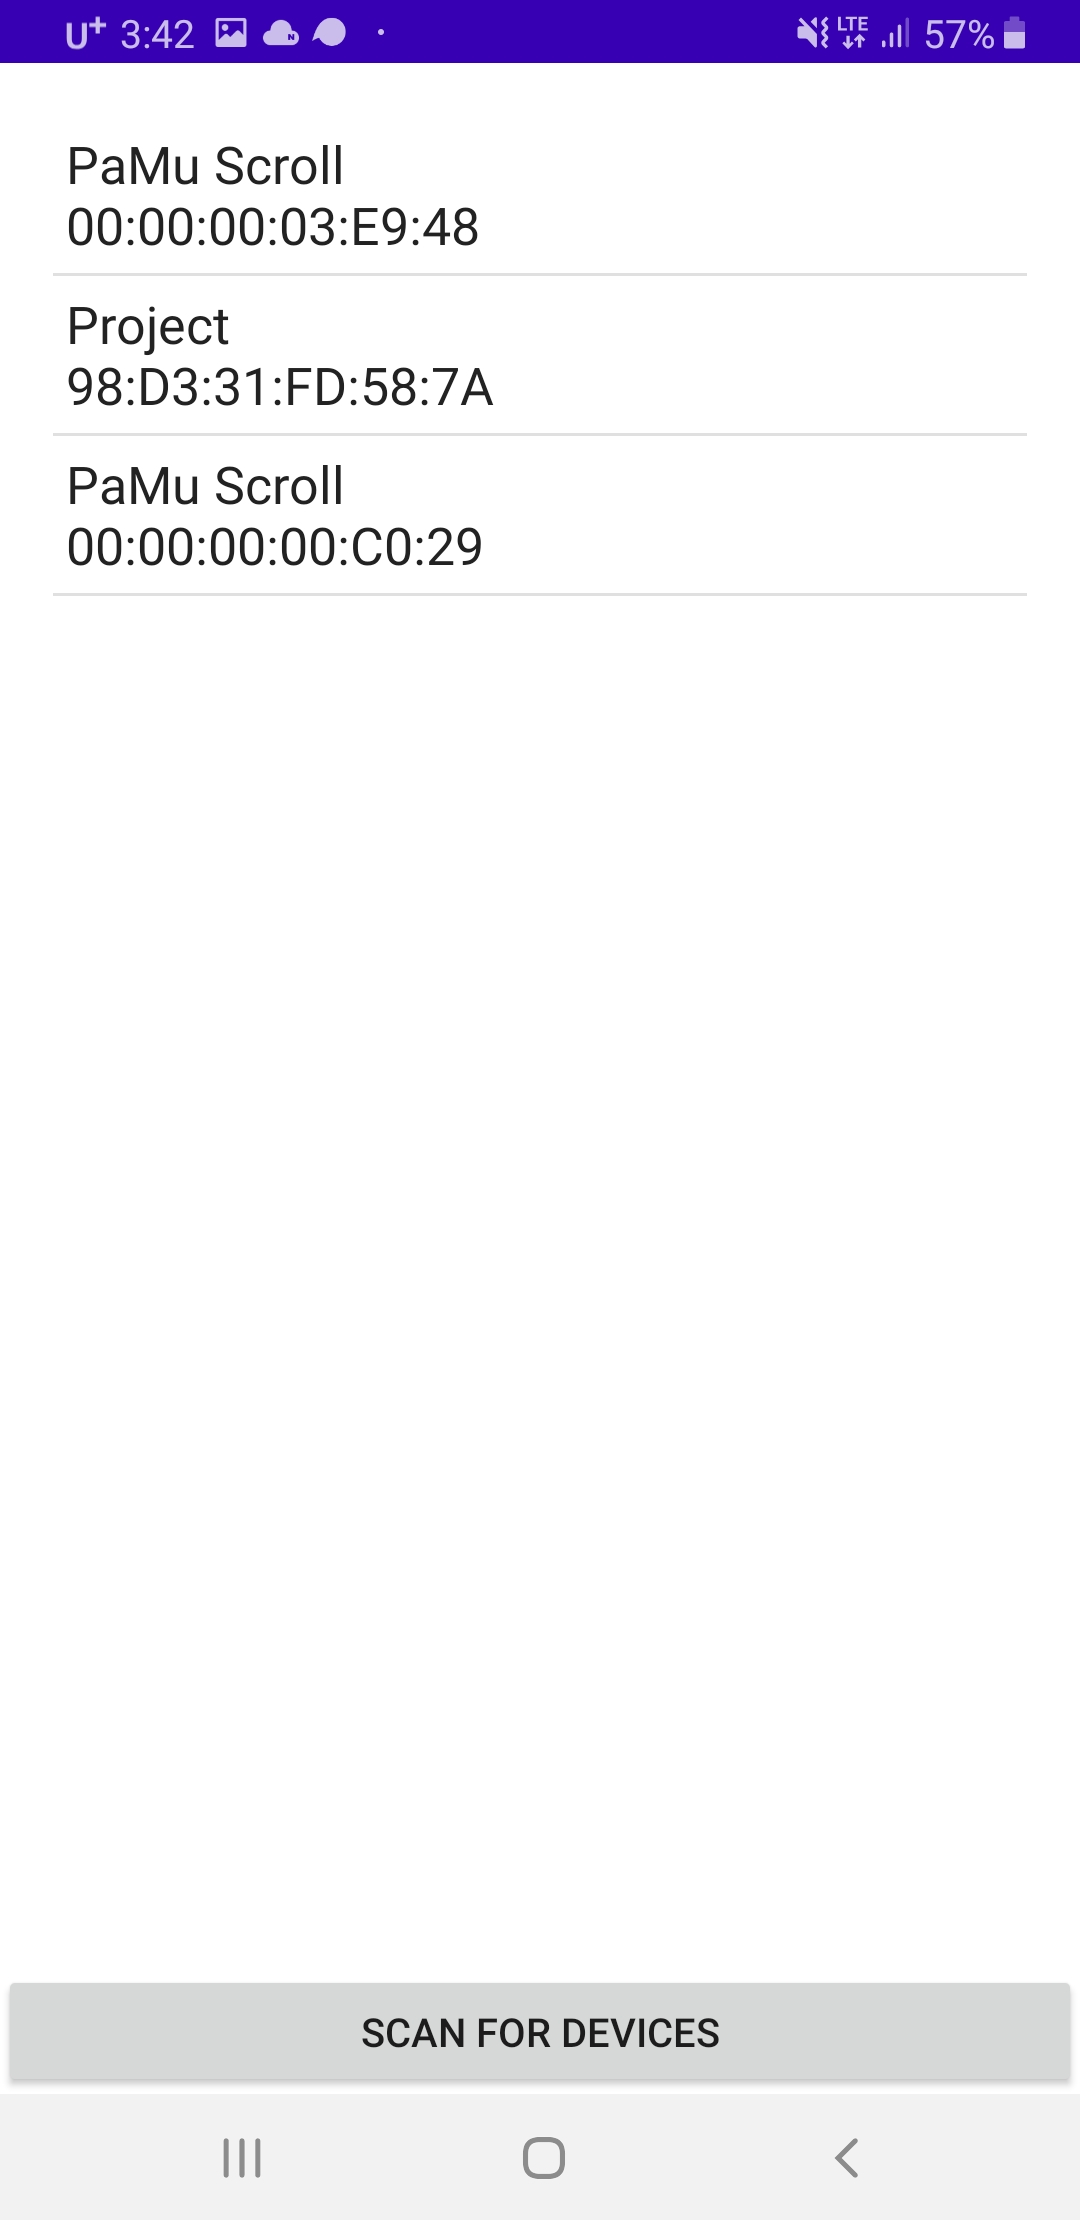 U+ 3:42 LTE 57%
PaMu Scroll
00:00:00:03:E9:48
Project
98:D3:31:FD:58:7A
PaMu Scroll
00:00:00:00:C0:29
SCAN FOR DEVICES